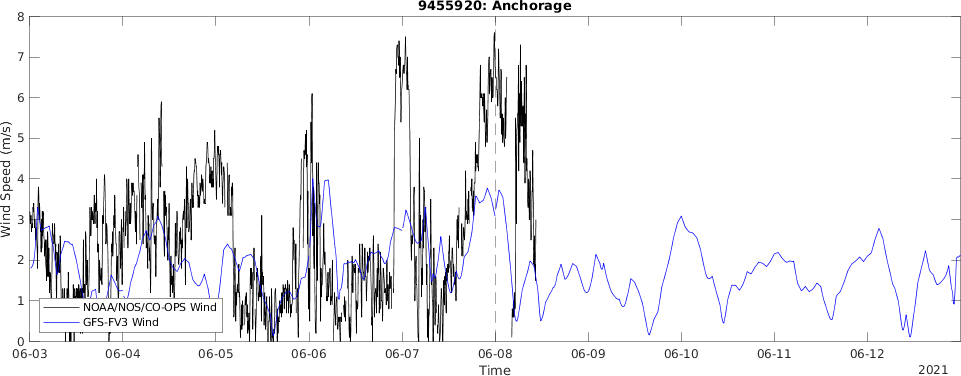 9455920: Anchorage
8
7
6
5
4
3
2
1
0
Wind Speed (m/s)
NOAA/NOS/CO-OPS Wind
GFS-FV3 Wind
06-03 06-04 06-05 06-06 06-07 06-08 06-09 06-10 06-11 06-12
Time
2021